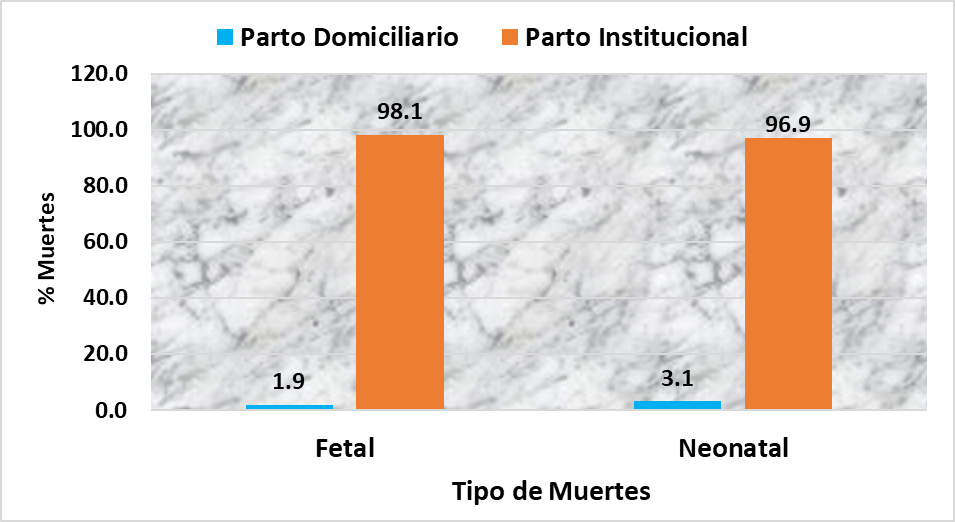 Parto Domiciliario Parto Institucional
120.0
100.0
80.0
60.0
40.0
20.0
0.0
% Muertes
98.1
96.9
1.9
3.1
Fetal Neonatal
Tipo de Muertes